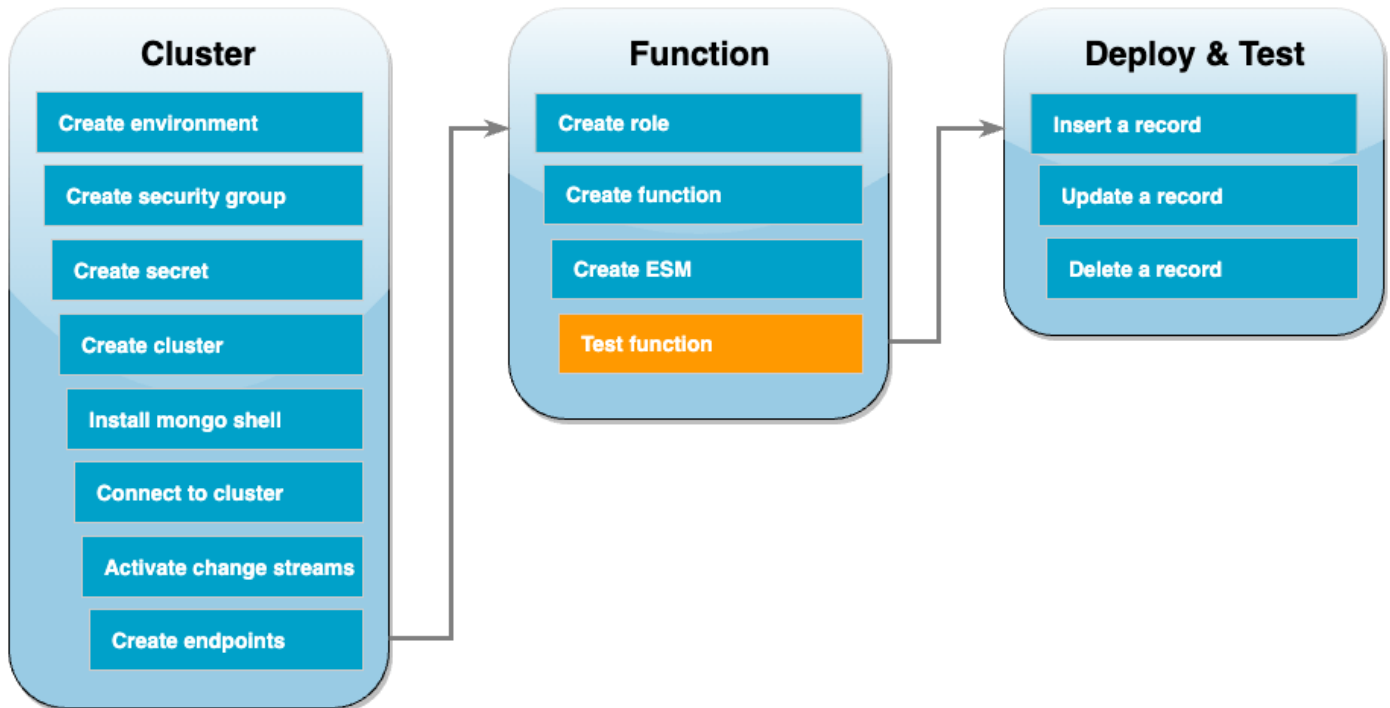 Cluster
Create environment
Create security group
Create secret
Create cluster
Install mongo shell
Connect to cluster
Activate change streams
Create endpoints
Function
Create role
Create function
Create ESM
Test function
Deploy & Test
Insert a record
Update a record
Delete a record